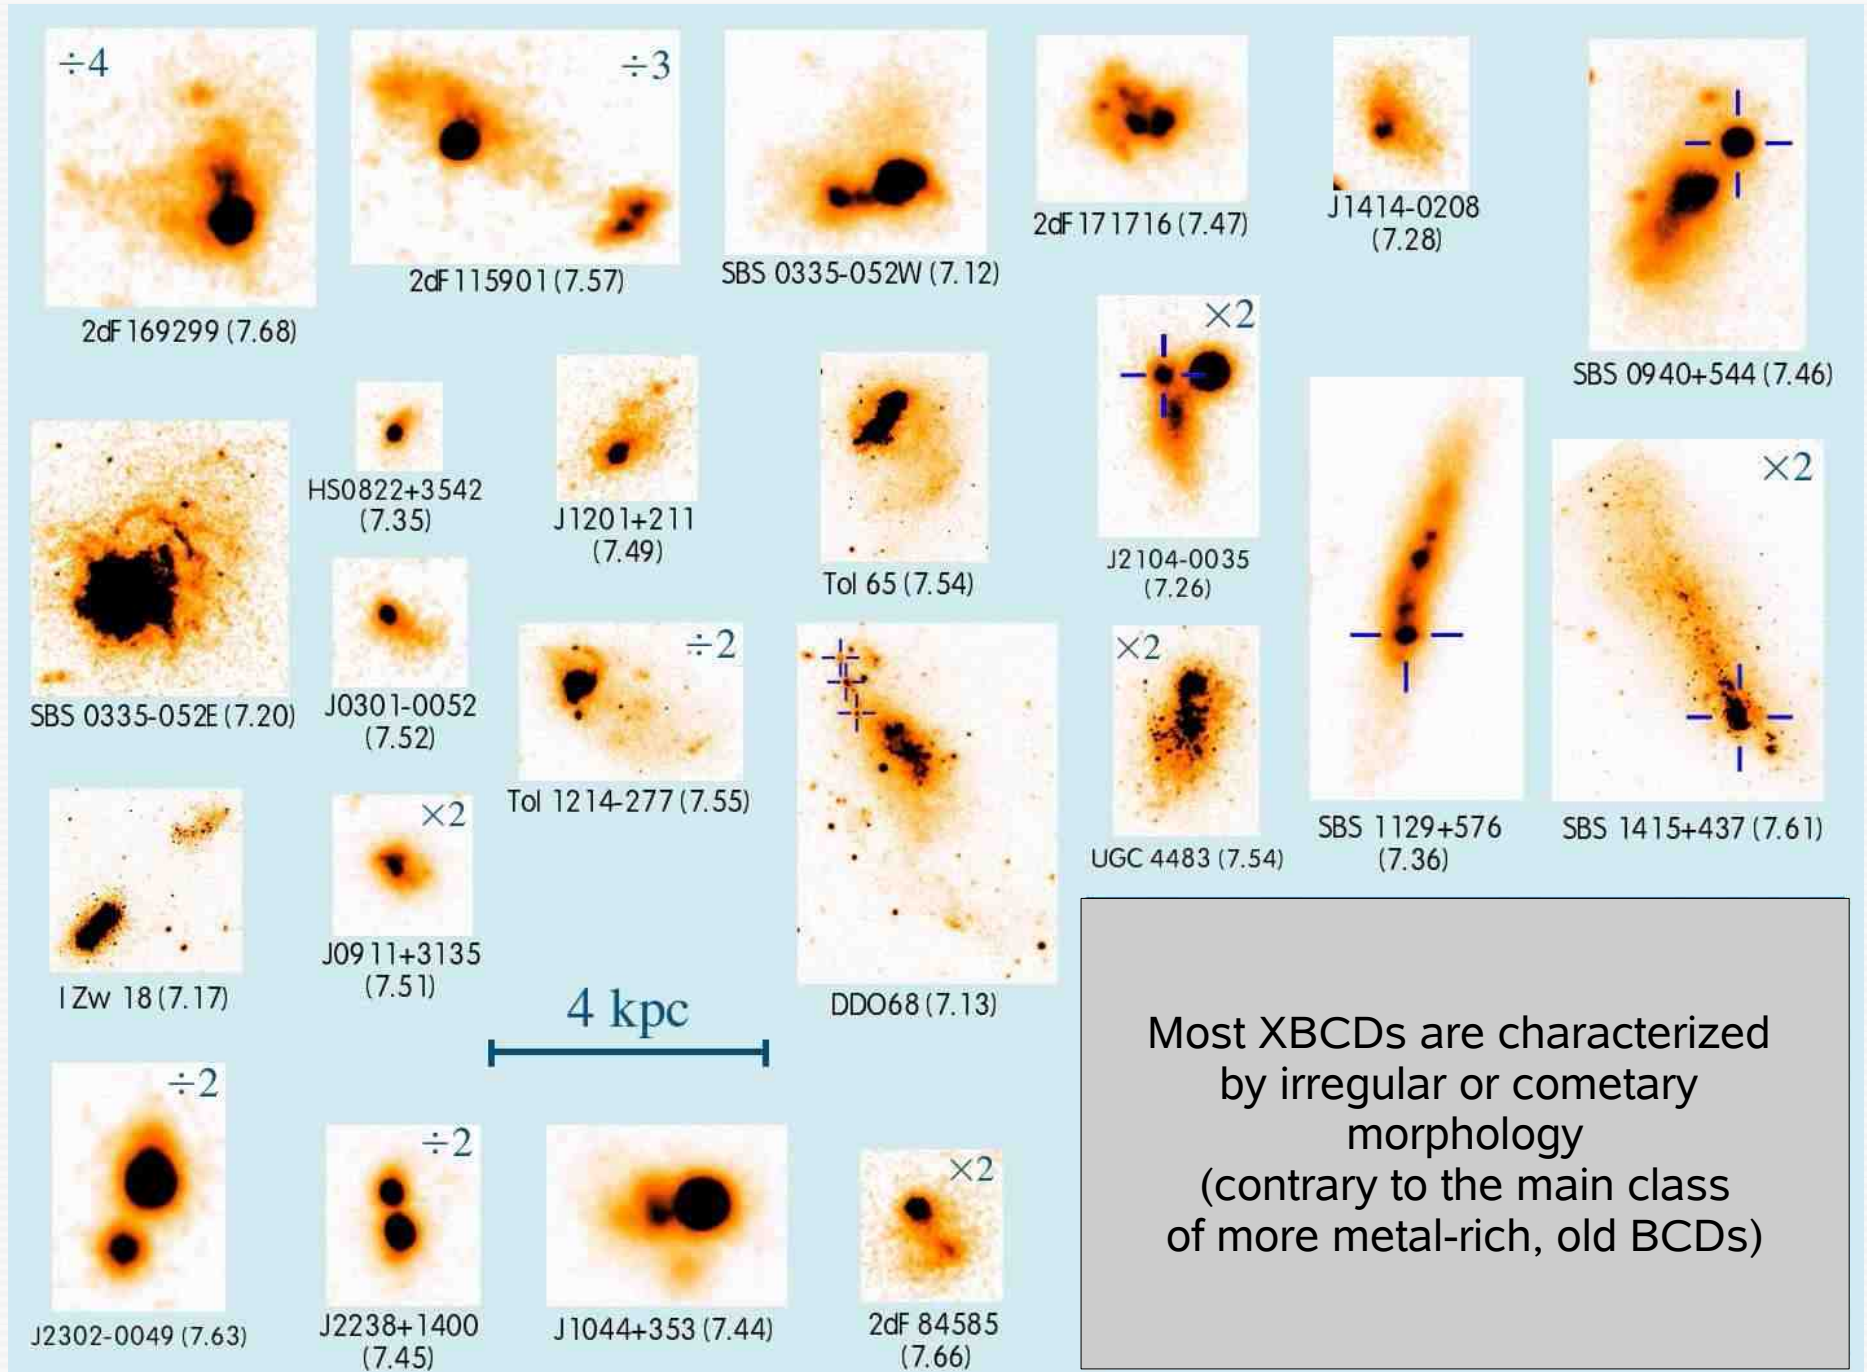 ÷4
2dF169299 (7.68)
÷3
2dF115901 (7.57)
SBS 0335-052W (7.12)
2dF171716 (7.47)
J1414-0208
(7.28)
SBS 0940+544 (7.46)
SBS 0335-052E (7.20)
HS0822+3542
(7.35)
J1201+211
(7.49)
Tol 65 (7.54)
×2
J2104-0035
(7.26)
J0301-0052
(7.52)
÷2
Tol 1214-277 (7.55)
DDO68 (7.13)
×2
UGC 4483 (7.54)
SBS 1129+576
(7.36)
×2
SBS 1415+437 (7.61)
I Zw 18 (7.17)
×2
J0911+3135
(7.51)
4 kpc
÷2
J2302-0049 (7.63)
÷2
J2238+1400
(7.45)
J1044+353 (7.44)
×2
2dF 84585
(7.66)
Most XBCDs are characterized
by irregular or cometary
morphology
(contrary to the main class
of more metal-rich, old BCDs)